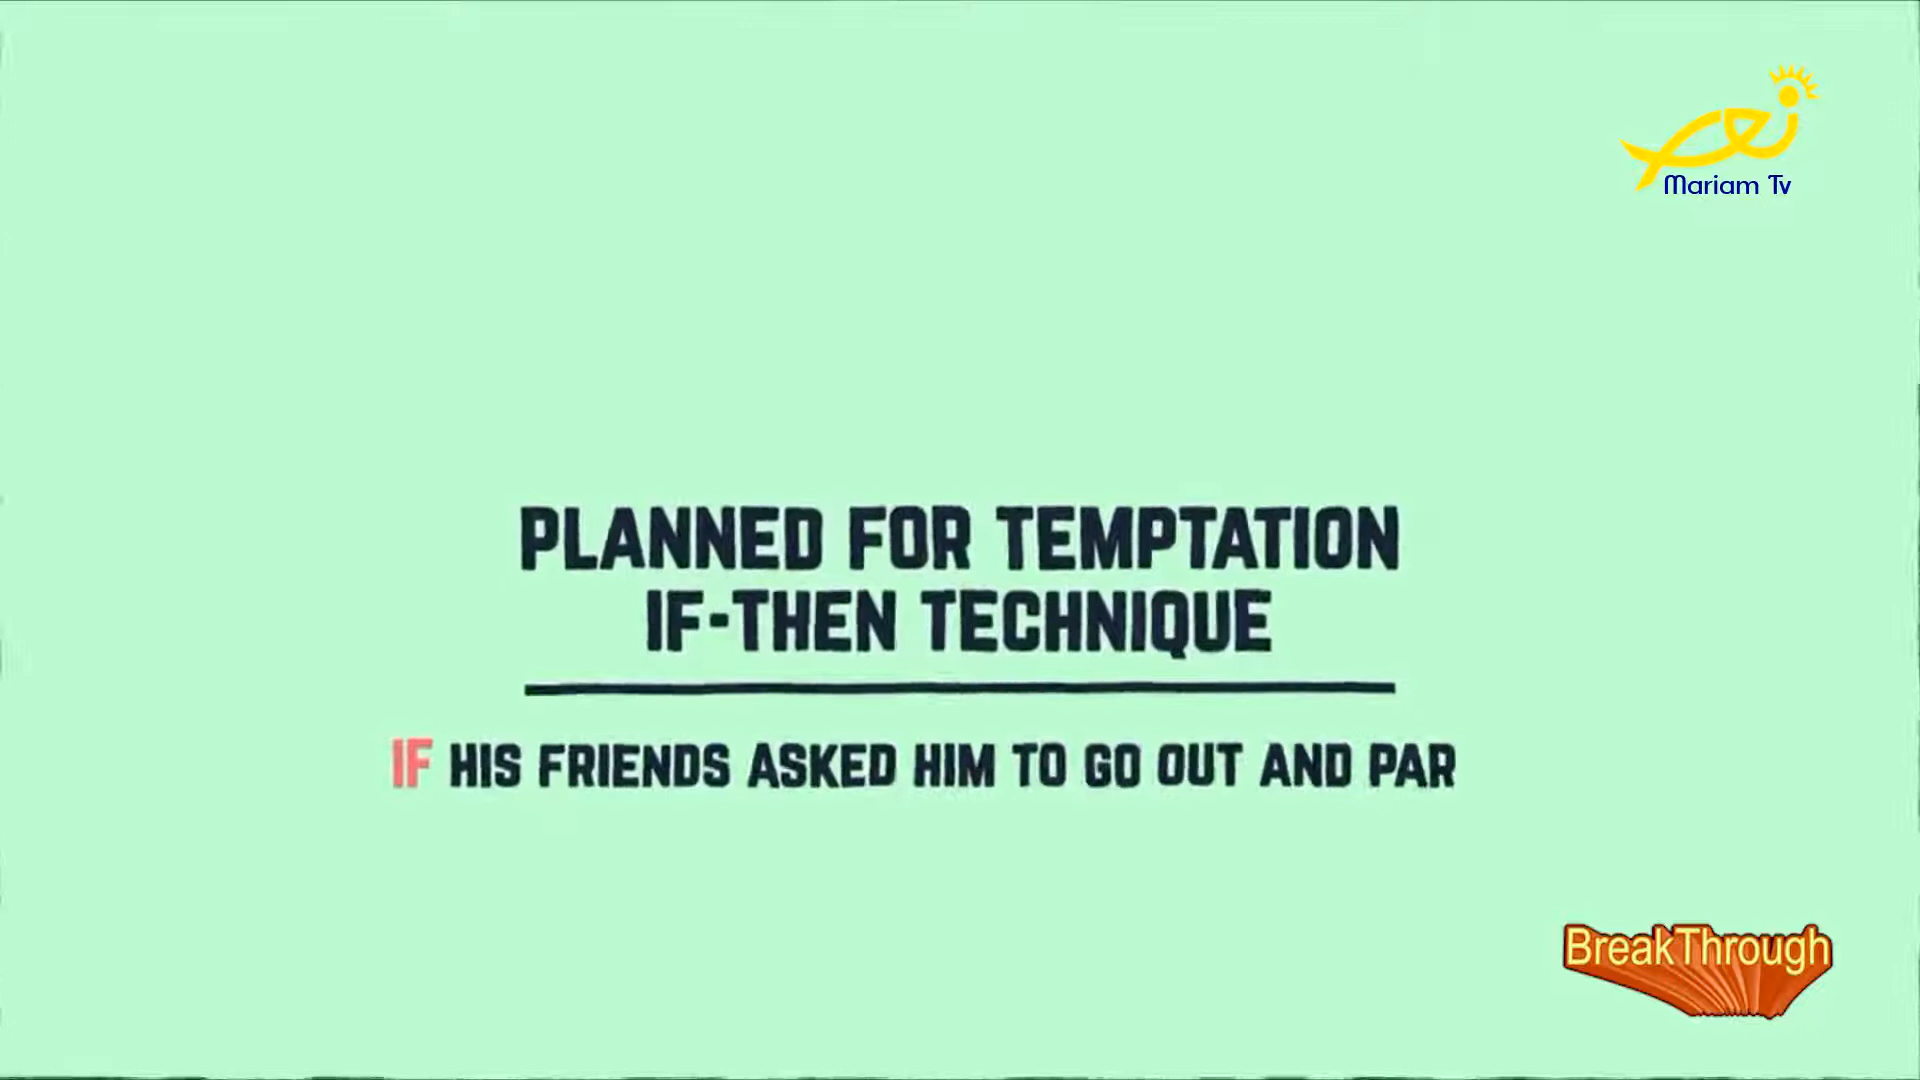 Mariam Tv
PLANNED FOR TEMPTATION
IF-THEN TECHNIQUE
IF HIS FRIENDS ASKED HIM TO GO OUT AND PAR
BreakThrough